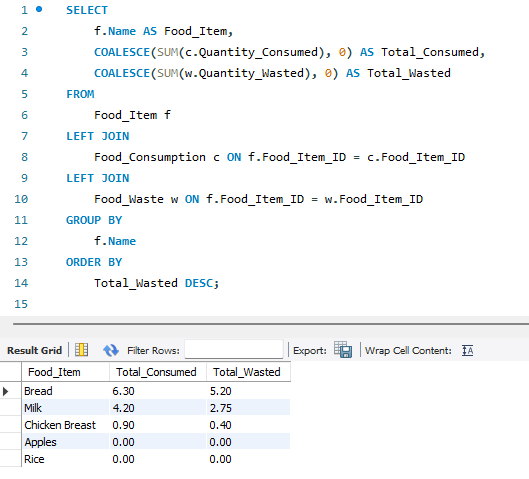 1 SELECT
2 f.Name AS Food_Item,
3 COALESCE(SUM(c.Quantity_Consumed), 0) AS Total_Consumed,
4 COALESCE(SUM(w.Quantity_Wasted), 0) AS Total_Wasted
5 FROM
6 Food_Item f
7 LEFT JOIN
8 Food_Consumption c ON f.Food_Item_ID = c.Food_Item_ID
9 LEFT JOIN
10 Food_Waste w ON f.Food_Item_ID = w.Food_Item_ID
11 GROUP BY
12 f.Name
13 ORDER BY
14 Total_Wasted DESC;
15
Result Grid Filter Rows: Export: Wrap Cell Content:
Food_Item Total_Consumed Total_Wasted
Bread 6.30 5.20
Milk 4.20 2.75
Chicken Breast 0.90 0.40
Apples 0.00 0.00
Rice 0.00 0.00